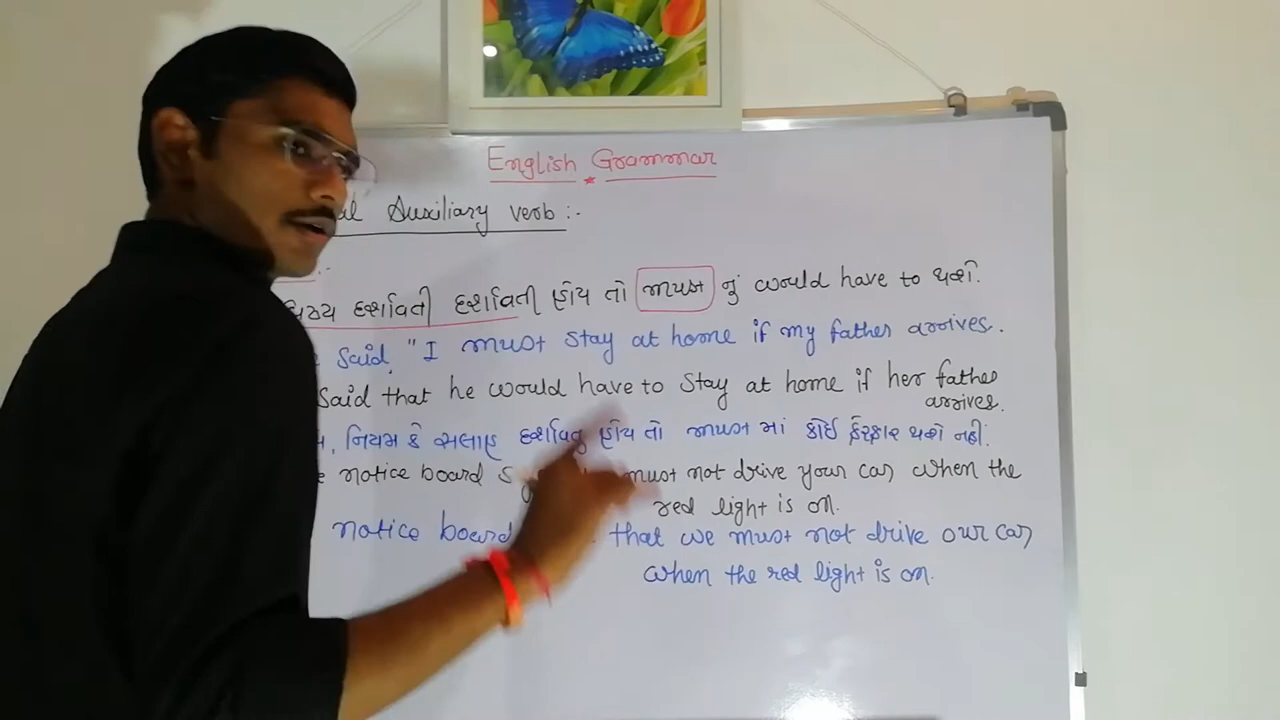 English Grammar
Auxiliary verb :-
દર્શાવતી દર્શાવતી હોય તો must નું would have to થશે.
said, "I must stay at home if my father arrives.
said that he would have to stay at home if her father
arrives.
, નિયમ કે સલાહ દર્શાવતુ હોય તો must માં કોઈ ફેરફાર થશે નહીં.
notice board must not drive your car when the
red light is on.
notice board that we must not drive our car
when the red light is on.